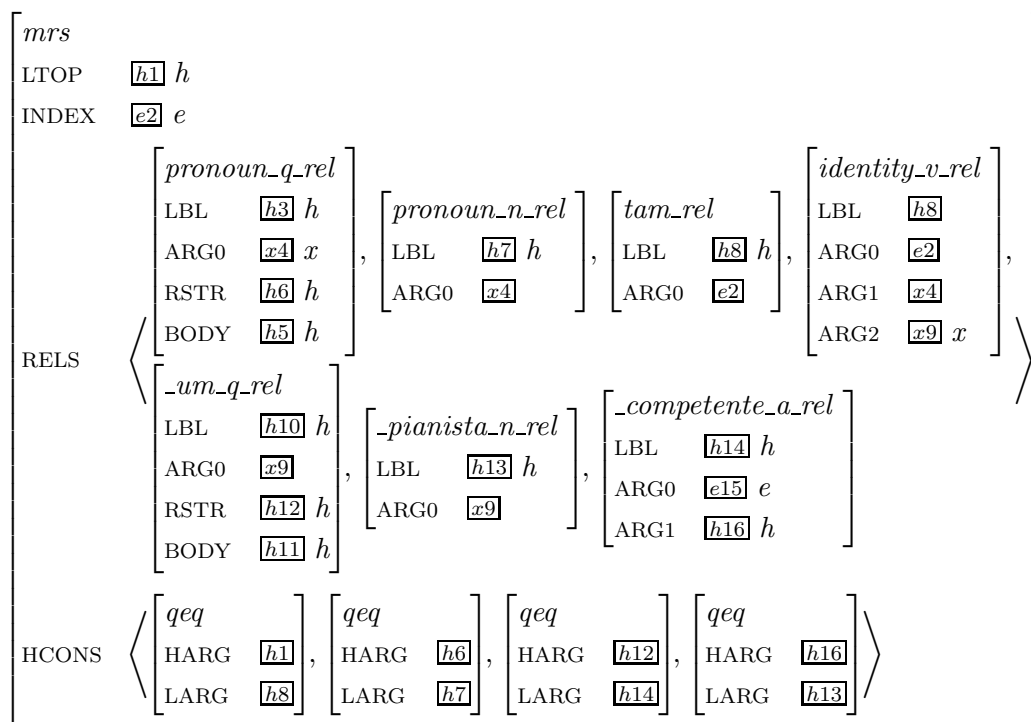 mrs
LTOP h1 h
INDEX e2 e
RELS
pronoun_q_rel
LBL h3 h
ARG0 x4 x
RSTR h6 h
BODY h5 h
,
pronoun_n_rel
LBL h7 h
ARG0 x4
,
tam_rel
LBL h8 h
ARG0 e2
,
identity_v_rel
LBL h8
ARG0 e2
ARG1 x4
ARG2 x9 x
,
_um_q_rel
LBL h10 h
ARG0 x9
RSTR h12 h
BODY h11 h
,
_pianista_n_rel
LBL h13 h
ARG0 x9
,
_competente_a_rel
LBL h14 h
ARG0 e15 e
ARG1 h16 h
HCONS
qeq
HARG h1
LARG h8
,
qeq
HARG h6
LARG h7
,
qeq
HARG h12
LARG h14
,
qeq
HARG h16
LARG h13